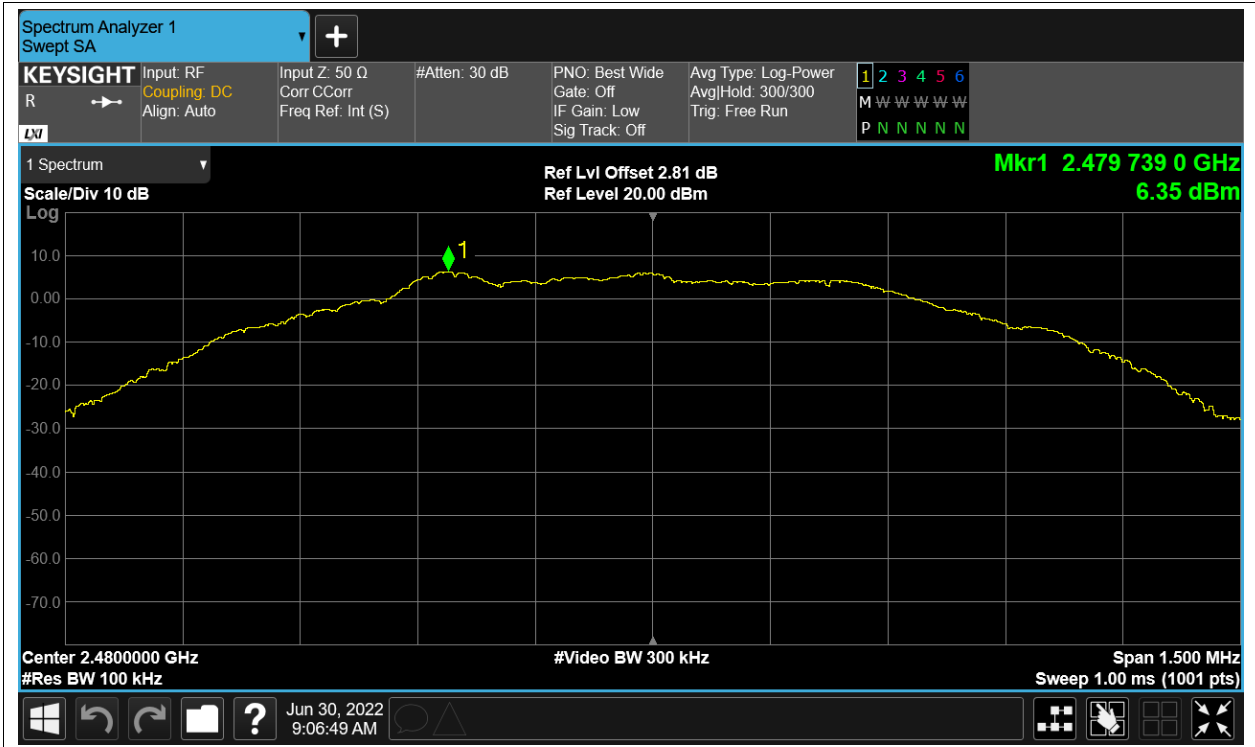 Spectrum Analyzer 1
Swept SA
KEYSIGHT
R
LXI
Input: RF
Coupling: DC
Align: Auto
Input Z: 50 Ω
Corr CCorr
Freq Ref: Int (S)
#Atten: 30 dB
PNO: Best Wide
Gate: Off
IF Gain: Low
Sig Track: Off
Avg Type: Log-Power
Avg|Hold: 300/300
Trig: Free Run
1 2 3 4 5 6
M W W W W W
P N N N N N
1 Spectrum
Scale/Div 10 dB
Log
Ref Lvl Offset 2.81 dB
Ref Level 20.00 dBm
Mkr1 2.479 739 0 GHz
6.35 dBm
1
10.0
0.00
-10.0
-20.0
-30.0
-40.0
-50.0
-60.0
-70.0
Center 2.4800000 GHz
#Res BW 100 kHz
#Video BW 300 kHz
Span 1.500 MHz
Sweep 1.00 ms (1001 pts)
?
Jun 30, 2022
9:06:49 AM